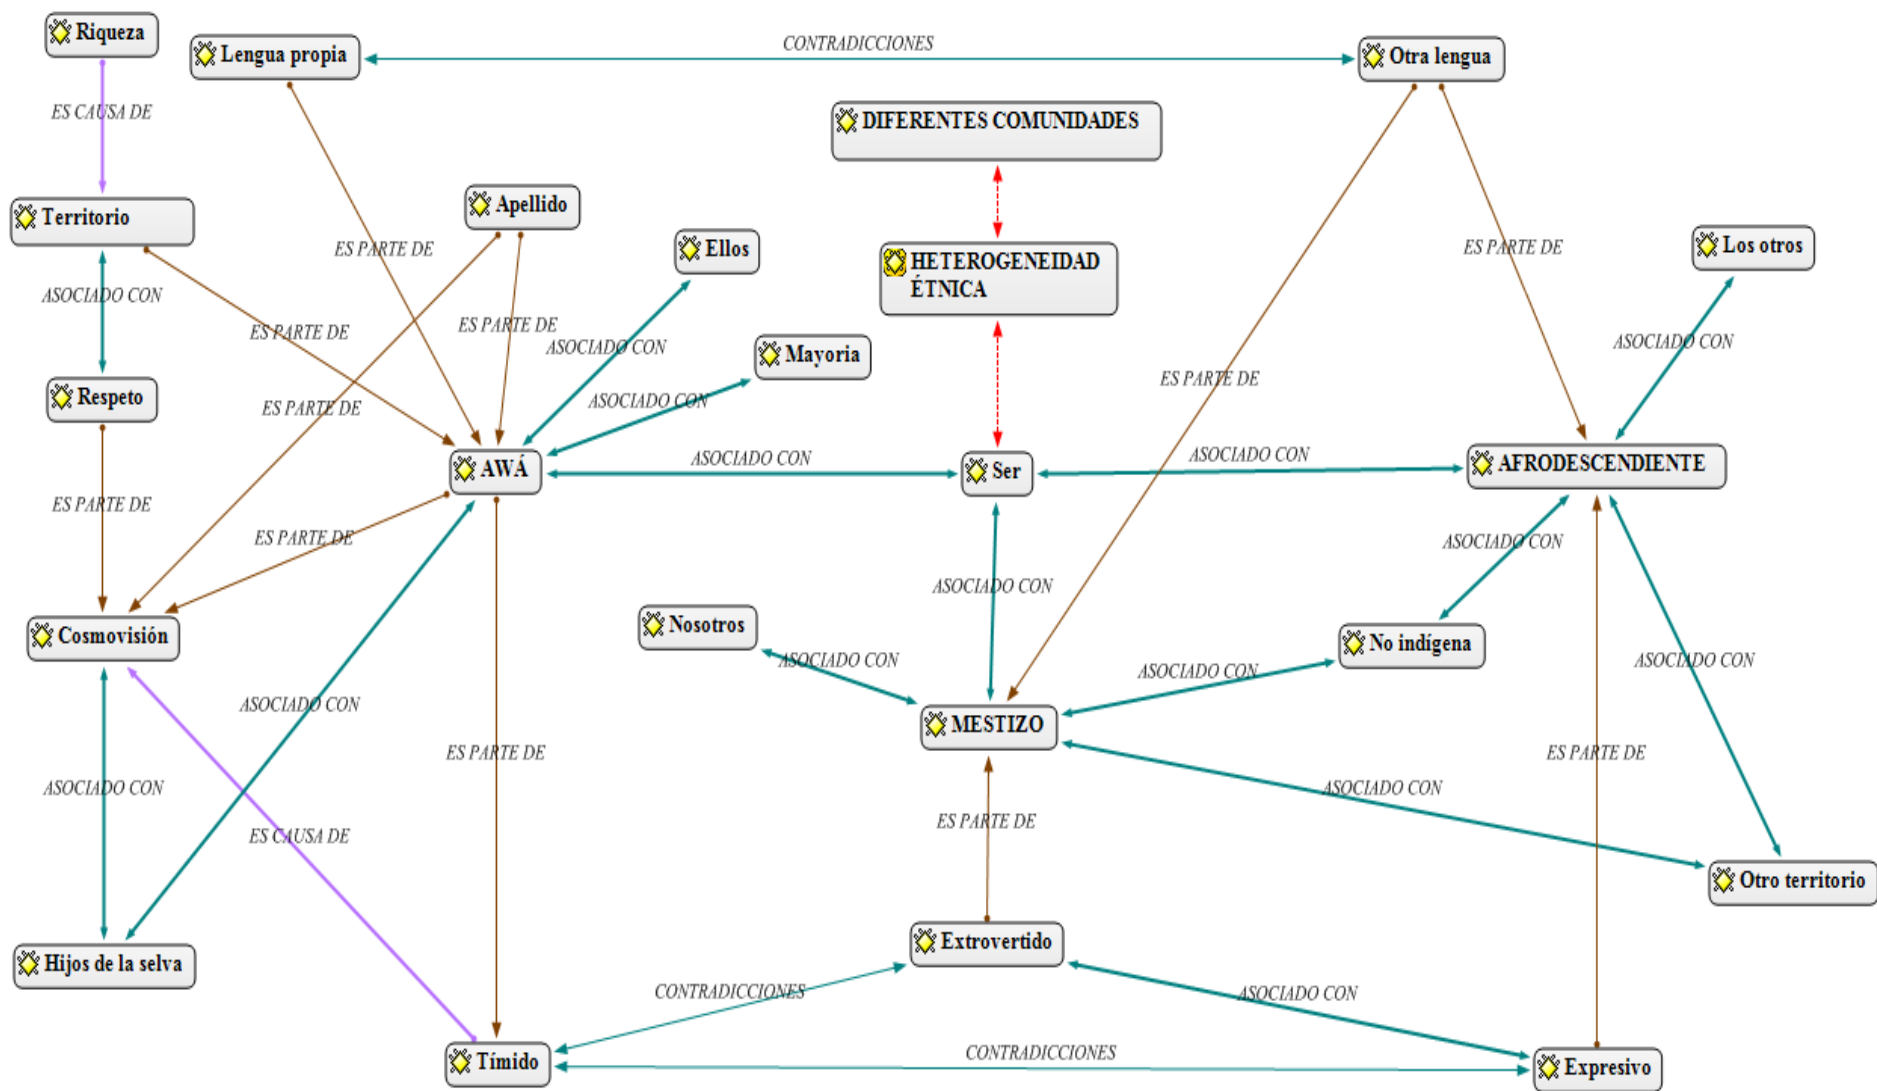 Riqueza
Lengua propia
CONTRADICCIONES
Otra lengua
ES CAUSA DE
DIFERENTES COMUNIDADES
Territorio
Apellido
ES PARTE DE
Ellos
HETEROGENEIDAD
ÉTNICA
ES PARTE DE
Los otros
ASOCIADO CON
ES PARTE DE
ES PARTE DE
ASOCIADO CON
Mayoria
ASOCIADO CON
Respeto
ES PARTE DE
ASOCIADO CON
ES PARTE DE
AWÁ
ASOCIADO CON
Ser
ASOCIADO CON
AFRODESCENDIENTE
ES PARTE DE
ES PARTE DE
ASOCIADO CON
ASOCIADO CON
Cosmovisión
Nosotros
No indígena
ASOCIADO CON
ASOCIADO CON
ASOCIADO CON
ASOCIADO CON
MESTIZO
ES PARTE DE
ES PARTE DE
ASOCIADO CON
ASOCIADO CON
ES CAUSA DE
ES PARTE DE
Otro territorio
Hijos de la selva
Extrovertido
CONTRADICCIONES
ASOCIADO CON
Tímido
CONTRADICCIONES
Expresivo